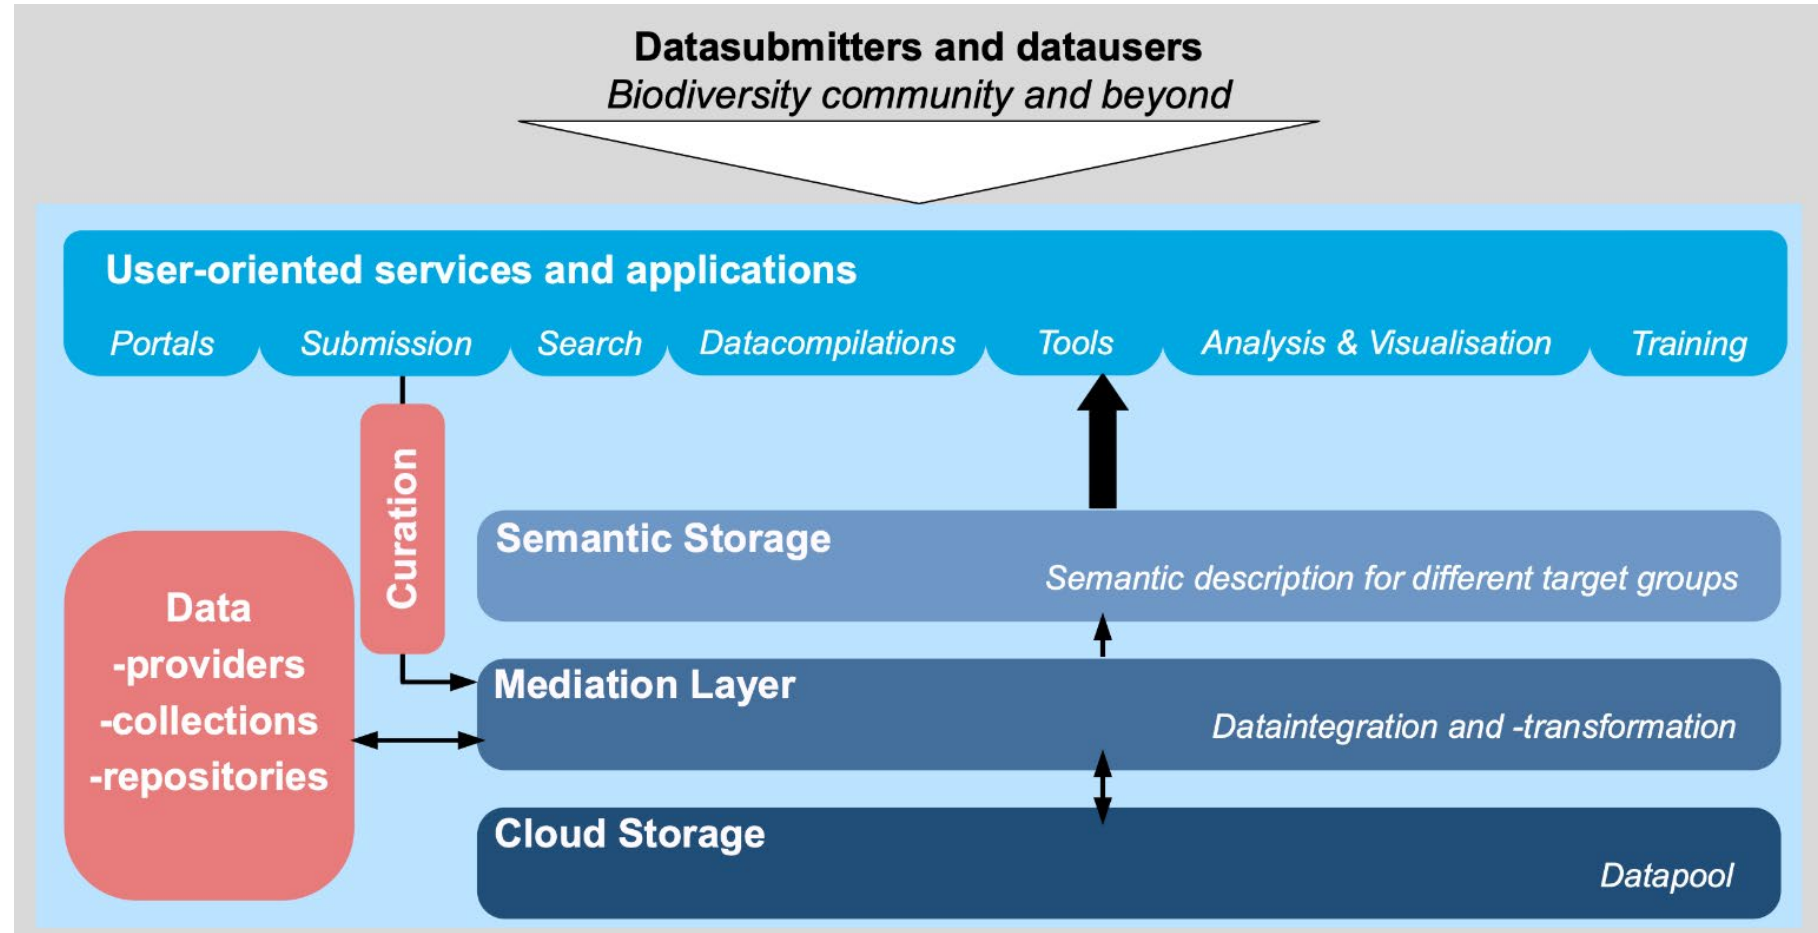 Datasubmitters and datausers
Biodiversity community and beyond
User-oriented services and applications
Portals
Submission
Search
Datacompilations
Tools
Analysis & Visualisation
Training
Curation
Data
-providers
-collections
-repositories
Semantic Storage
Semantic description for different target groups
Mediation Layer
Dataintegration and -transformation
Cloud Storage
Datapool